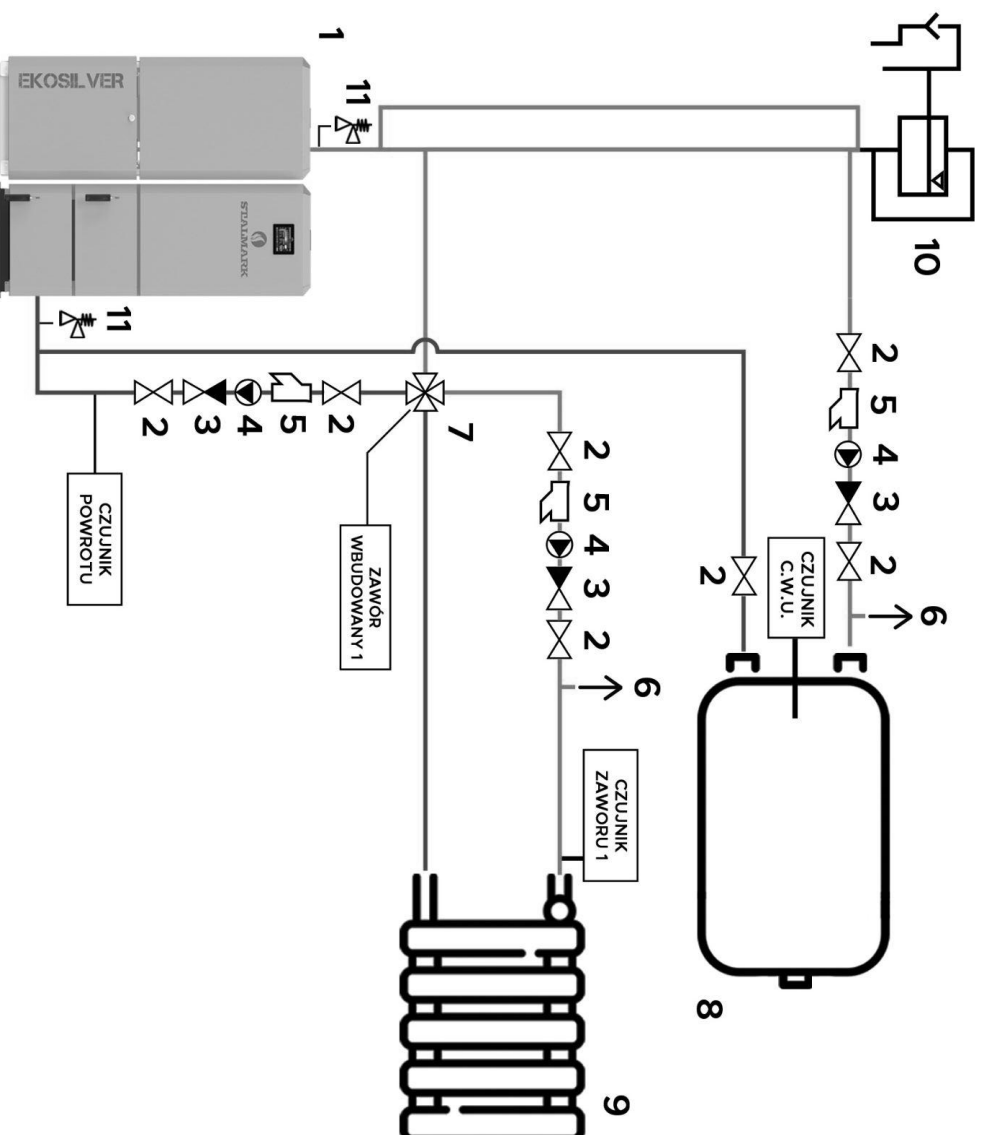 10
6
2 5 4 3 2
CZUJNIK
C.W.U.
2
8
6
CZUJNIK
ZAWORU 1
9
2 5 4 3 2
7
ZAWÓR
WBUDOWANY 1
11
1
2
5
4
3
2
EKOSILVER
STALMARK
11
CZUJNIK
POWROTU